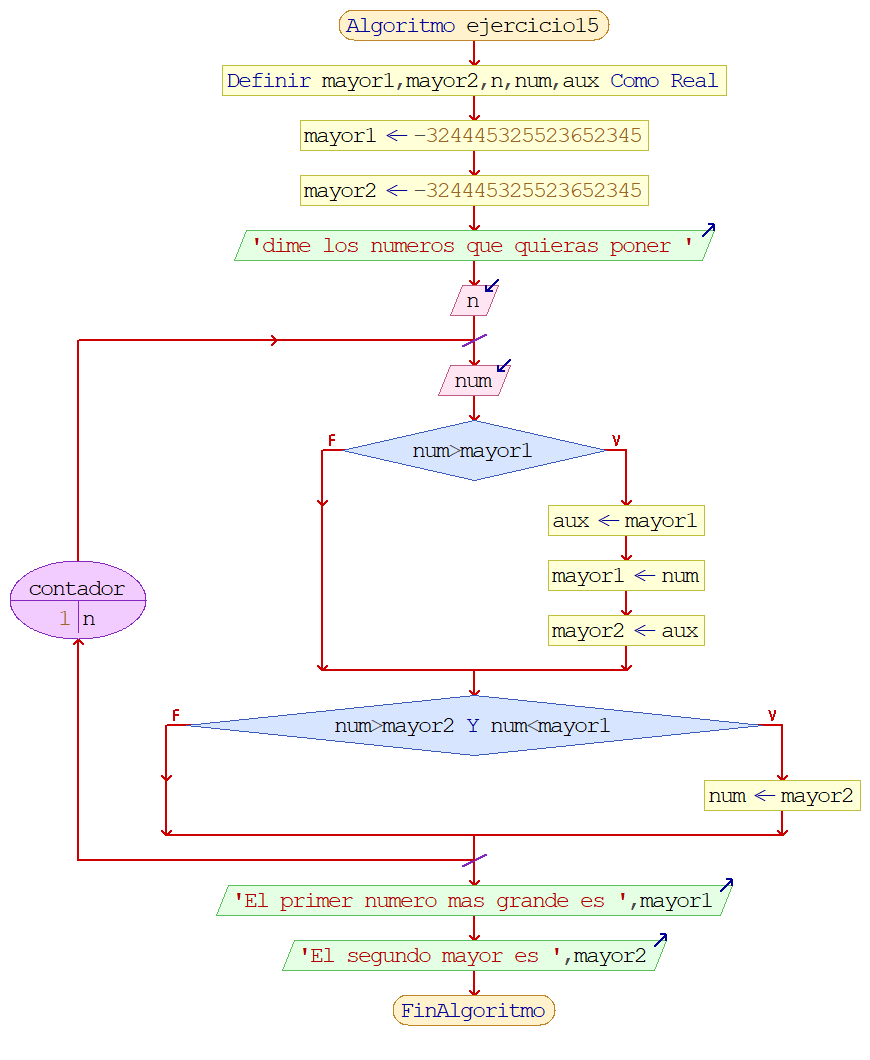 Algoritmo ejercicio15
Definir mayor1,mayor2,n,num,aux Como Real
mayor1 ← -324445325523652345
mayor2 ← -324445325523652345
'dime los numeros que quieras poner '
n
num
F
num>mayor1
V
aux ← mayor1
mayor1 ← num
mayor2 ← aux
contador
1 n
F
num>mayor2 Y num<mayor1
V
num ← mayor2
'El primer numero mas grande es ',mayor1
'El segundo mayor es ',mayor2
FinAlgoritmo